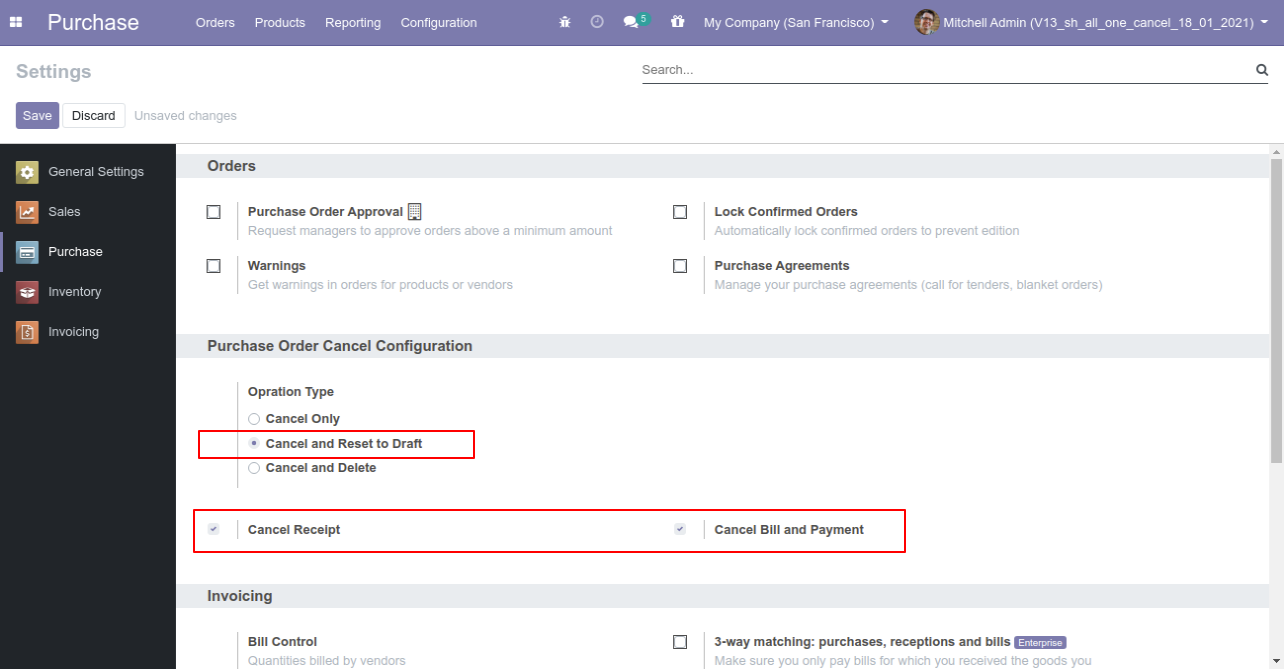 Purchase Orders Products Reporting Configuration 5 My Company (San Francisco) Mitchell Admin (V13_sh_all_one_cancel_18_01_2021)
Settings Search...
Save Discard Unsaved changes
General Settings
Sales
Purchase
Inventory
Invoicing
Orders
Purchase Order Approval
Request managers to approve orders above a minimum amount
Lock Confirmed Orders
Automatically lock confirmed orders to prevent edition
Warnings
Get warnings in orders for products or vendors
Purchase Agreements
Manage your purchase agreements (call for tenders, blanket orders)
Purchase Order Cancel Configuration
Opration Type
Cancel Only
Cancel and Reset to Draft
Cancel and Delete
Cancel Receipt Cancel Bill and Payment
Invoicing
Bill Control
Quantities billed by vendors
3-way matching: purchases, receptions and bills Enterprise
Make sure you only pay bills for which you received the goods you